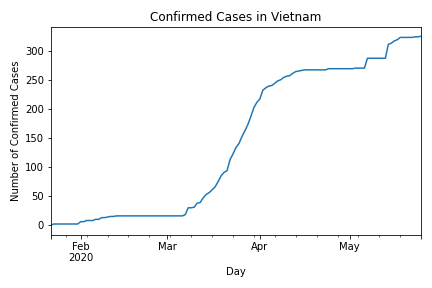 Confirmed Cases in Vietnam
Number of Confirmed Cases
300
250
200
150
100
50
0
Feb
2020
Mar
Apr
May
Day